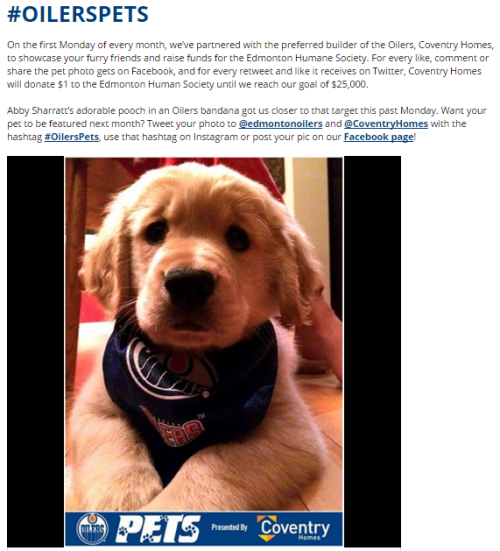 #OILERSPETS
On the first Monday of every month, we've partnered with the preferred builder of the Oilers, Coventry Homes,
to showcase your furry friends and raise funds for the Edmonton Humane Society. For every like, comment or
share the pet photo gets on Facebook, and for every retweet and like it receives on Twitter, Coventry Homes
will donate $1 to the Edmonton Human Society until we reach our goal of $25,000.
Abby Sharratt's adorable pooch in an Oilers bandana got us closer to that target this past Monday. Want your
pet to be featured next month? Tweet your photo to @edmontonoilers and @CoventryHomes with the
hashtag #OilersPets, use that hashtag on Instagram or post your pic on our Facebook page!
OILERS PETS Presented By Coventry
Homes